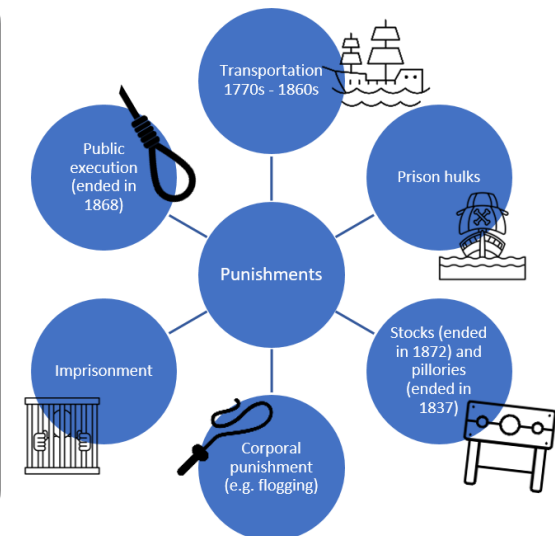 Transportation
1770s - 1860s
Public
execution
(ended in
1868)
Prison hulks
Punishments
Imprisonment
Stocks (ended
in 1872) and
pillories
(ended in
1837)
Corporal
punishment
(e.g. flogging)